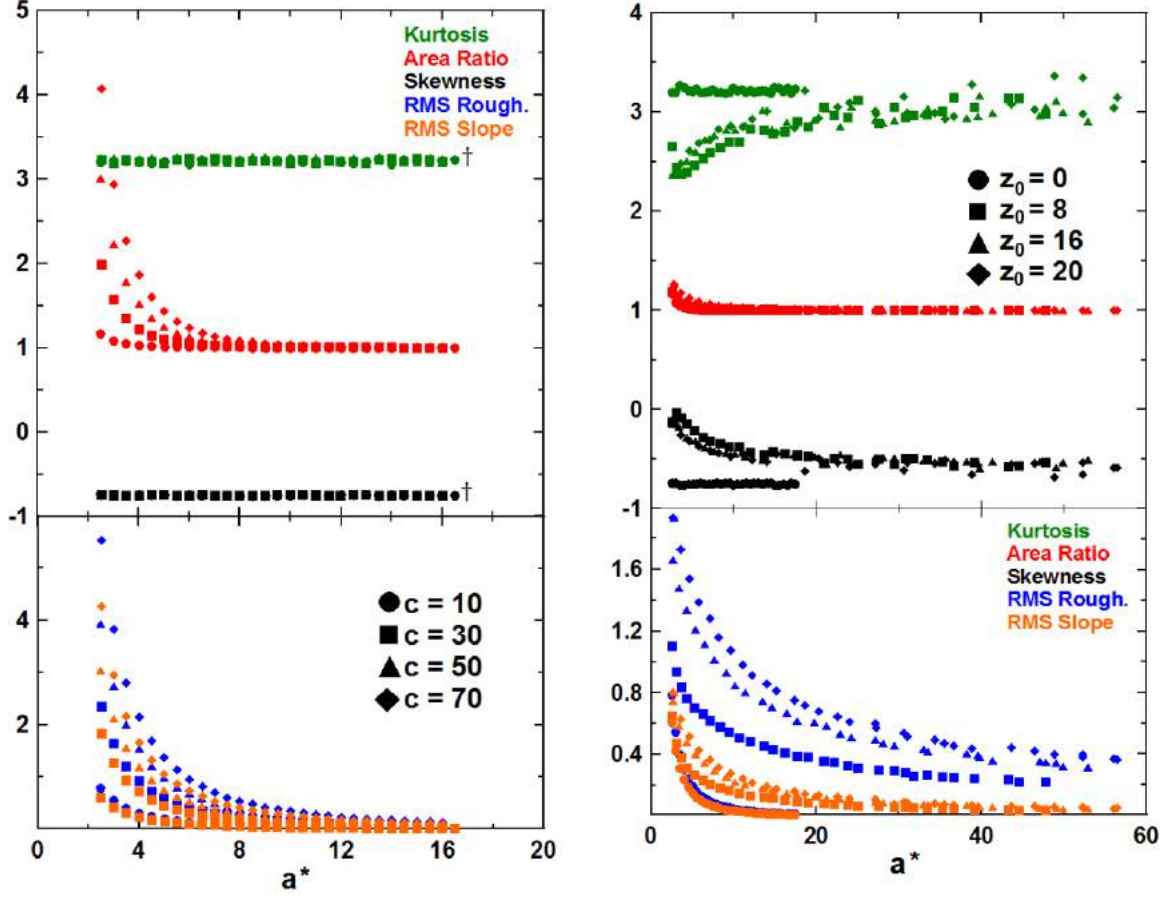 5
4
3
2
1
0
-1
Kurtosis
Area Ratio
Skewness
RMS Rough.
RMS Slope
†
†
4
2
c = 10
c = 30
c = 50
c = 70
0
4
8
12
16
20
a*
4
3
2
1
0
-1
z0 = 0
z0 = 8
z0 = 16
z0 = 20
1.6
1.2
0.8
0.4
Kurtosis
Area Ratio
Skewness
RMS Rough.
RMS Slope
0
20
40
60
a*